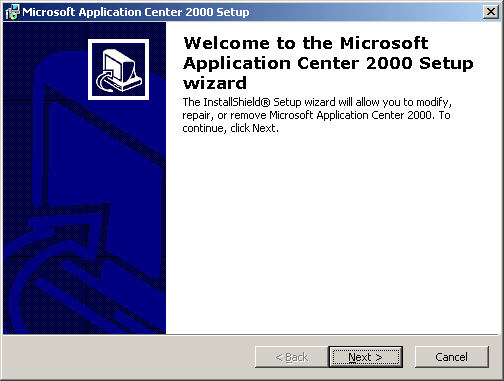 Microsoft Application Center 2000 Setup
Welcome to the Microsoft
Application Center 2000 Setup
wizard
The InstallShield® Setup wizard will allow you to modify,
repair, or remove Microsoft Application Center 2000. To
continue, click Next.
< Back
Next >
Cancel